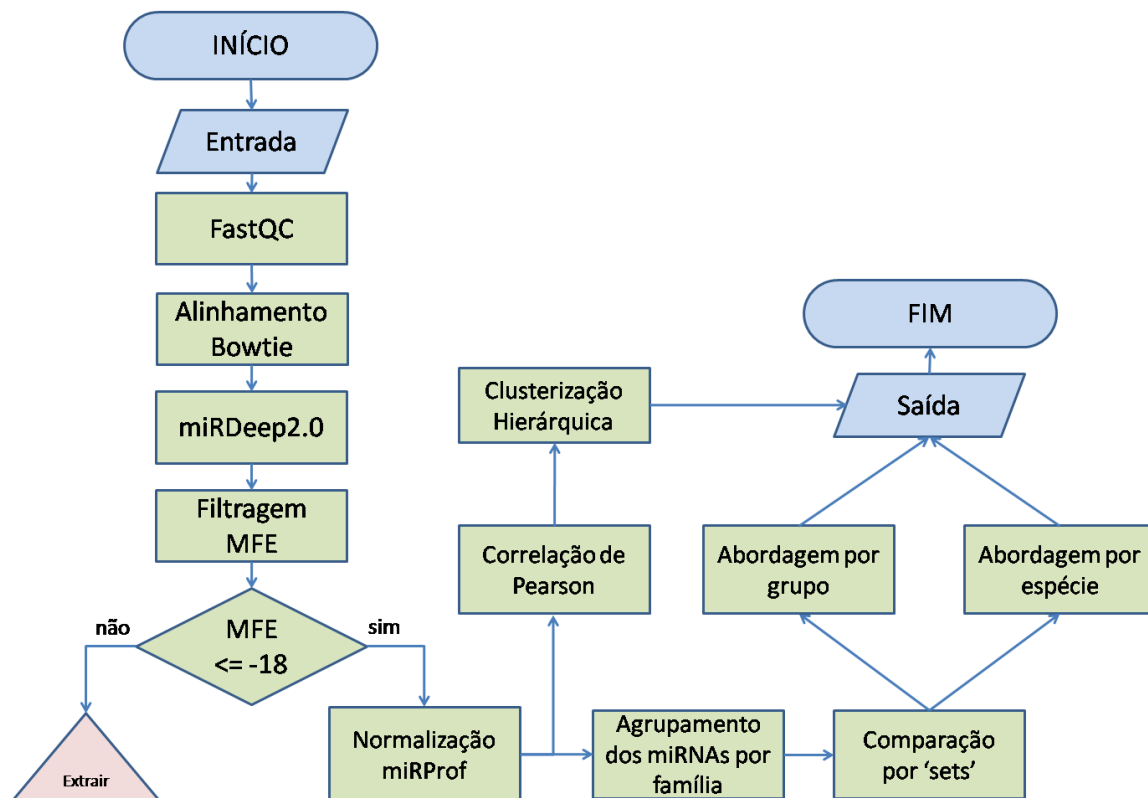 INÍCIO
Entrada
FastQC
Alinhamento
Bowtie
miRDeep2.0
Filtragem
MFE
não
MFE
<= -18
sim
Extrair
Normalização
miRProf
Correlação de
Pearson
Clusterização
Hierárquica
Agrupamento
dos miRNAs por
família
Comparação
por ‘sets’
Abordagem por
grupo
Abordagem por
espécie
Saída
FIM